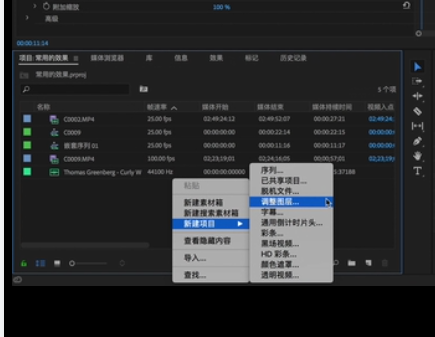 附加缩放 100 %
高级
00:00:13:14
项目: 常用的效果 媒体浏览器 库 信息 效果 标记 历史记录
常用的效果.prproj
5 个项
名称 帧速率 媒体开始 媒体结束 媒体持续时间 视频入点
C0002.MP4 25.00 fps 02:49:24:12 02:49:52:07 00:00:27:21 02:49:24:
C0009 25.00 fps 00:00:00:00 00:00:22:14 00:00:22:15 00:00:00:
嵌套序列 01 25.00 fps 00:00:00:00 00:00:11:16 00:00:11:17 00:00:00:
C0009.MP4 100.00 fps 02;23;19;01 02;24;16;05 00;00;57;01 02;23;19;
Thomas Greenberg - Curly W 44100 Hz 00:00:00:00000 5:37188
粘贴
新建素材箱
新建搜索素材箱
新建项目
查看隐藏内容
导入...
查找...
序列...
已共享项目...
脱机文件...
调整图层...
字幕...
通用倒计时片头...
彩条...
黑场视频...
HD 彩条...
颜色遮罩...
透明视频...